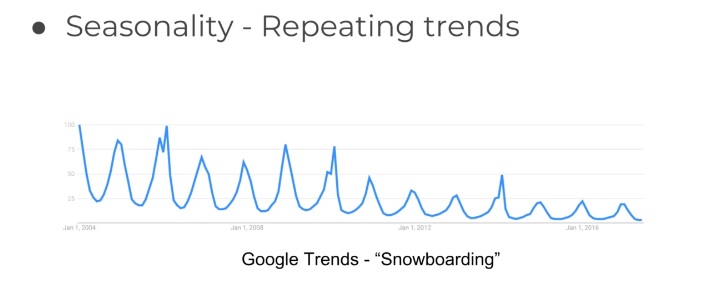 ● Seasonality - Repeating trends
100
75
50
25
Jan 1, 2004 Jan 1, 2008 Jan 1, 2012 Jan 1, 2016
Google Trends - “Snowboarding”